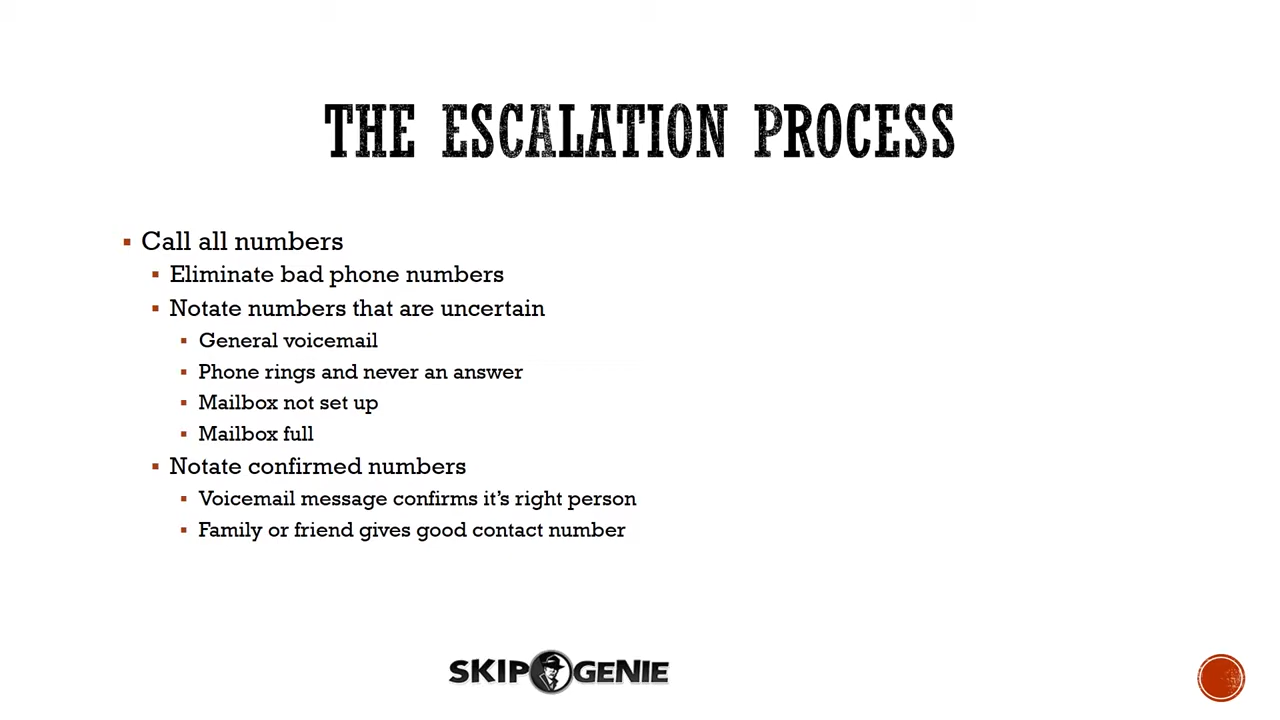 THE ESCALATION PROCESS
Call all numbers
Eliminate bad phone numbers
Notate numbers that are uncertain
General voicemail
Phone rings and never an answer
Mailbox not set up
Mailbox full
Notate confirmed numbers
Voicemail message confirms it's right person
Family or friend gives good contact number
SKIP GENIE